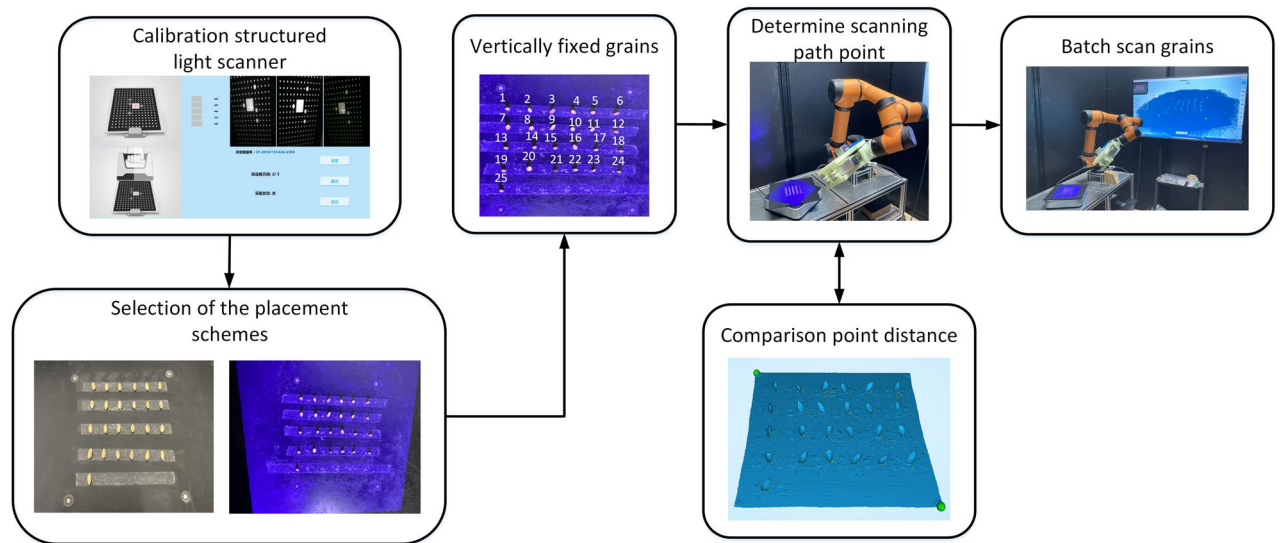 Calibration structured
light scanner
Selection of the placement
schemes
Vertically fixed grains
1 2 3 4 5 6
7 8 9 10 11 12
13 14 15 16 17 18
19 20 21 22 23 24
25
Determine scanning
path point
Comparison point distance
Batch scan grains